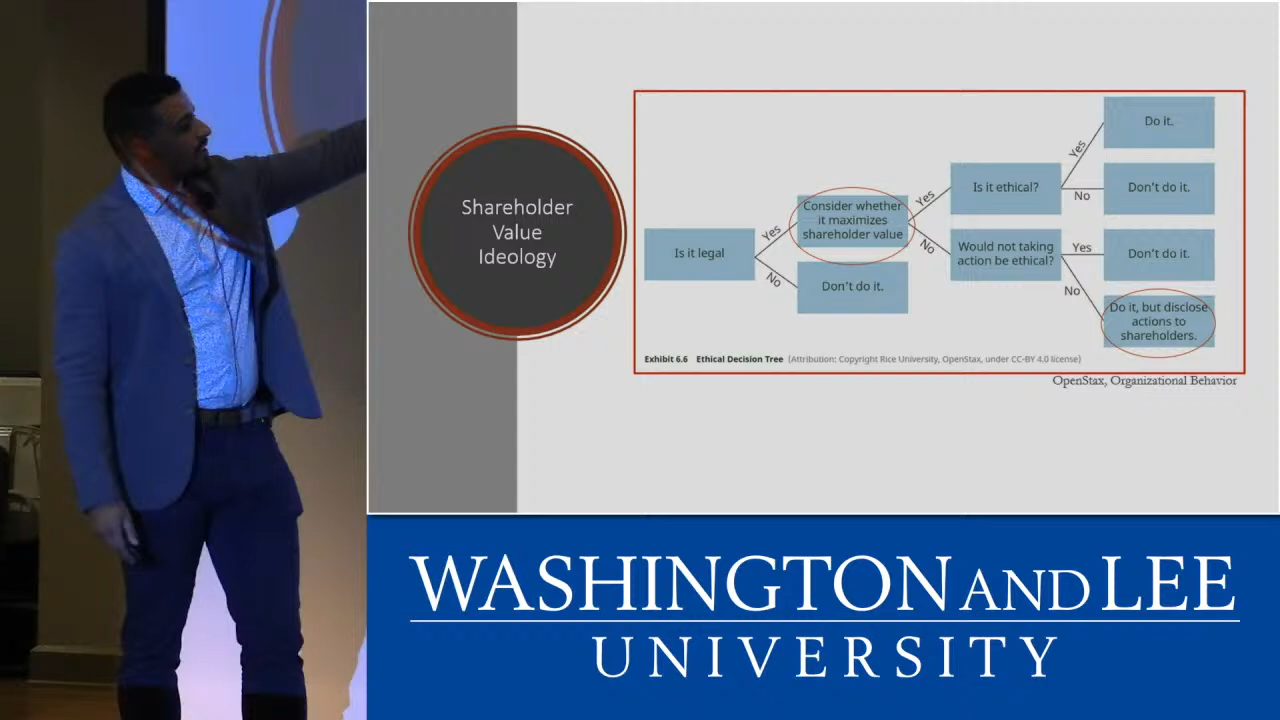 Shareholder
Value
Ideology
Is it legal
Yes
No
Consider whether
it maximizes
shareholder value
Don't do it.
Yes
No
Is it ethical?
Would not taking
action be ethical?
Yes
No
Yes
No
Do it.
Don't do it.
Don't do it.
Do it, but disclose
actions to
shareholders.
Exhibit 6.6 Ethical Decision Tree (Attribution: Copyright Rice University, OpenStax, under CC-BY 4.0 license)
OpenStax, Organizational Behavior
WASHINGTON AND LEE
UNIVERSITY